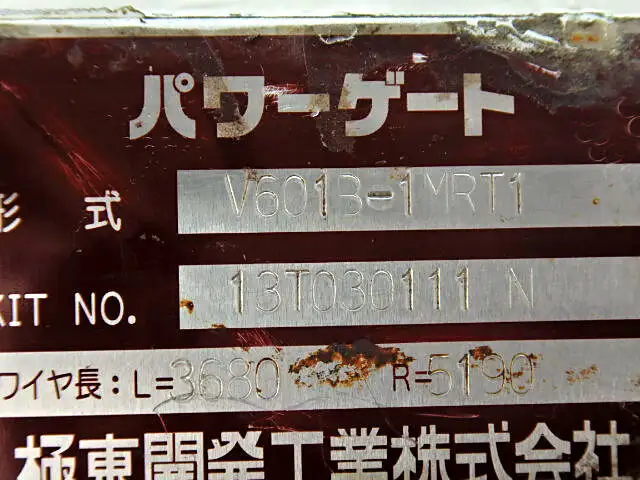 パワーゲート
形式 V601B-1MRT1
KIT NO. 13T030111 N
ワイヤ長:L=3680 R=5190
極東開発工業株式会社